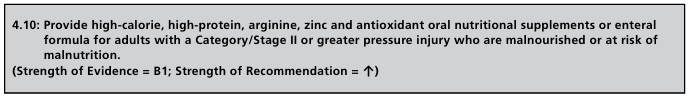 4.10: Provide high-calorie, high-protein, arginine, zinc and antioxidant oral nutritional supplements or enteral
formula for adults with a Category/Stage II or greater pressure injury who are malnourished or at risk of
malnutrition.
(Strength of Evidence = B1; Strength of Recommendation = ↑)